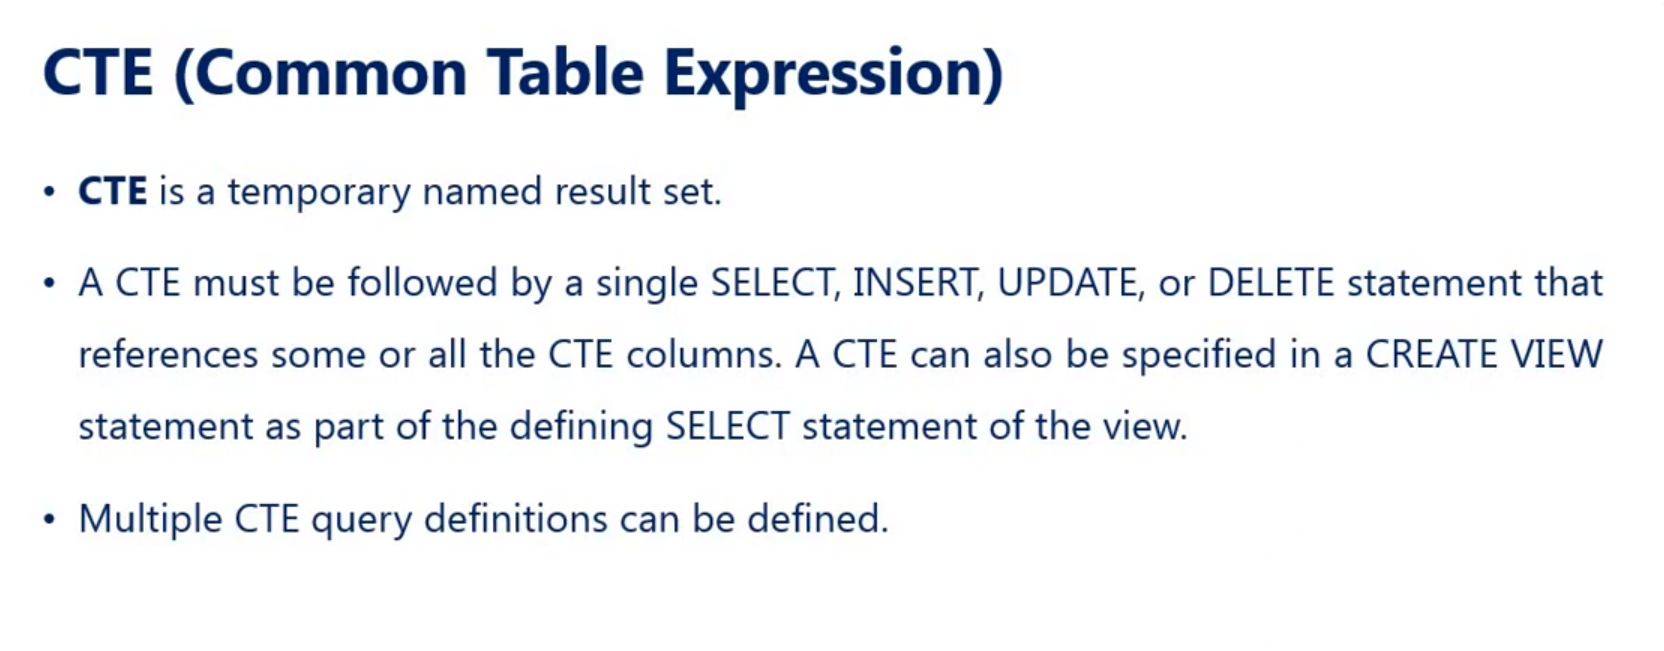 CTE (Common Table Expression)
• CTE is a temporary named result set.
• A CTE must be followed by a single SELECT, INSERT, UPDATE, or DELETE statement that
references some or all the CTE columns. A CTE can also be specified in a CREATE VIEW
statement as part of the defining SELECT statement of the view.
• Multiple CTE query definitions can be defined.